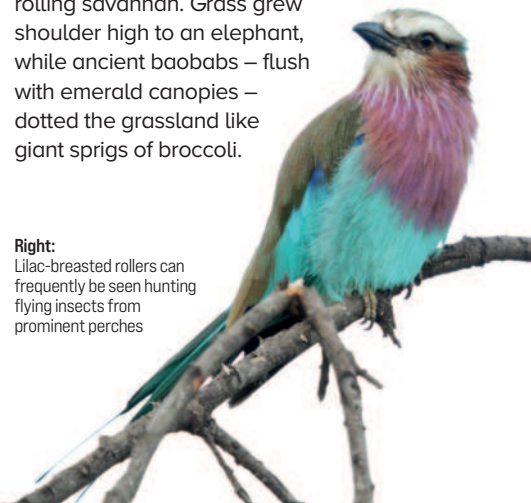 rolling savannah. Grass grew
shoulder high to an elephant,
while ancient baobabs – flush
with emerald canopies –
dotted the grassland like
giant sprigs of broccoli.
Right:
Lilac-breasted rollers can
frequently be seen hunting
flying insects from
prominent perches